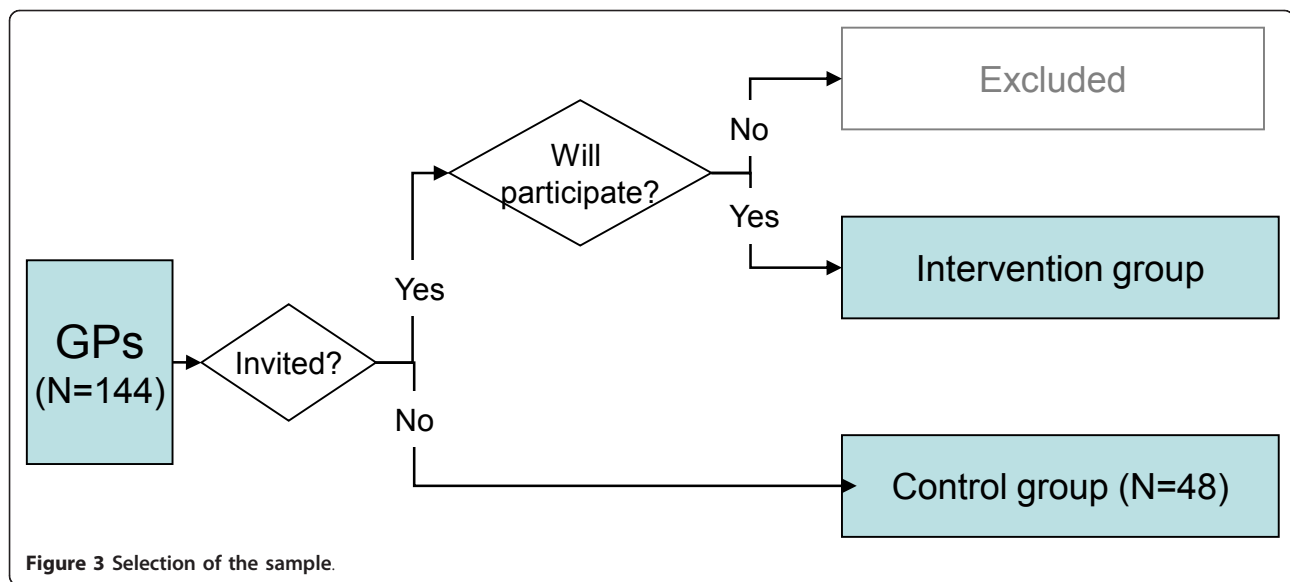 Excluded
No
Will
participate?
Yes
Intervention group
Yes
GPs
(N=144)
Invited?
No
Control group (N=48)
Figure 3 Selection of the sample.